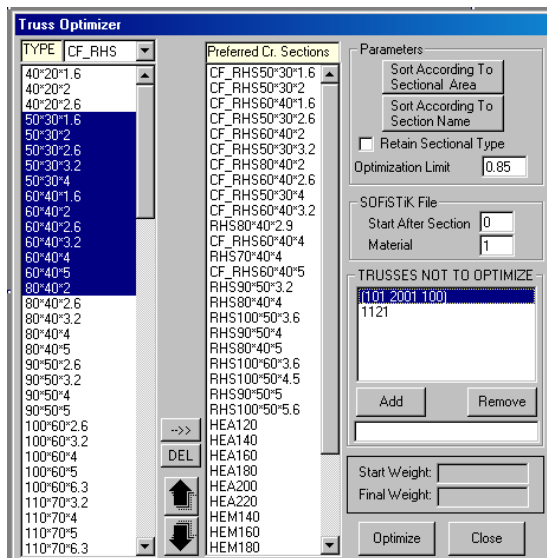 Truss Optimizer
TYPE CF_RHS
40*20*1.6
40*20*2
40*20*2.6
50*30*1.6
50*30*2
50*30*2.6
50*30*3.2
50*30*4
60*40*1.6
60*40*2
60*40*2.6
60*40*3.2
60*40*4
60*40*5
80*40*2
80*40*2.6
80*40*3.2
80*40*4
80*40*5
90*50*2.6
90*50*3.2
90*50*4
90*50*5
100*60*2.6
100*60*3.2
100*60*4
100*60*5
100*60*6.3
110*70*3.2
110*70*4
110*70*5
110*70*6.3
-->>
DEL
Preferred Cr. Sections
CF_RHS50*30*1.6
CF_RHS50*30*2
CF_RHS60*40*1.6
CF_RHS50*30*2.6
CF_RHS60*40*2
CF_RHS50*30*3.2
CF_RHS80*40*2
CF_RHS60*40*2.6
CF_RHS50*30*4
CF_RHS60*40*3.2
RHS80*40*2.9
CF_RHS60*40*4
RHS70*40*4
CF_RHS60*40*5
RHS90*50*3.2
RHS80*40*4
RHS100*50*3.6
RHS90*50*4
RHS80*40*5
RHS100*60*3.6
RHS100*50*4.5
RHS90*50*5
RHS100*50*5.6
HEA120
HEA140
HEA160
HEA180
HEA200
HEA220
HEM140
HEM160
HEM180
Parameters
Sort According To
Sectional Area
Sort According To
Section Name
Retain Sectional Type
Optimization Limit 0.85
SOFiSTiK File
Start After Section 0
Material 1
TRUSSES NOT TO OPTIMIZE
(101 2001 100)
1121
Add Remove
Start Weight:
Final Weight:
Optimize Close